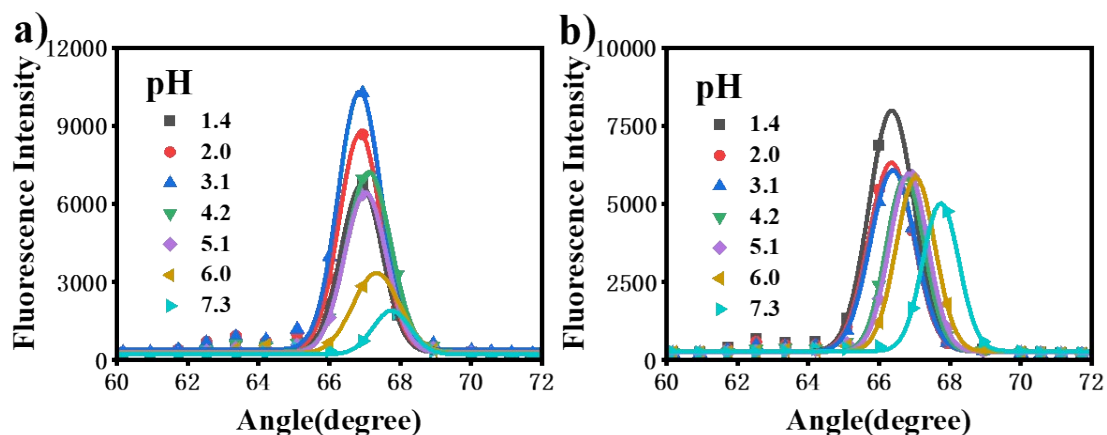 a)
Fluorescence Intensity
12000
9000
6000
3000
0
pH
1.4
2.0
3.1
4.2
5.1
6.0
7.3
60 62 64 66 68 70 72
Angle(degree)
b)
Fluorescence Intensity
10000
7500
5000
2500
0
pH
1.4
2.0
3.1
4.2
5.1
6.0
7.3
60 62 64 66 68 70 72
Angle(degree)